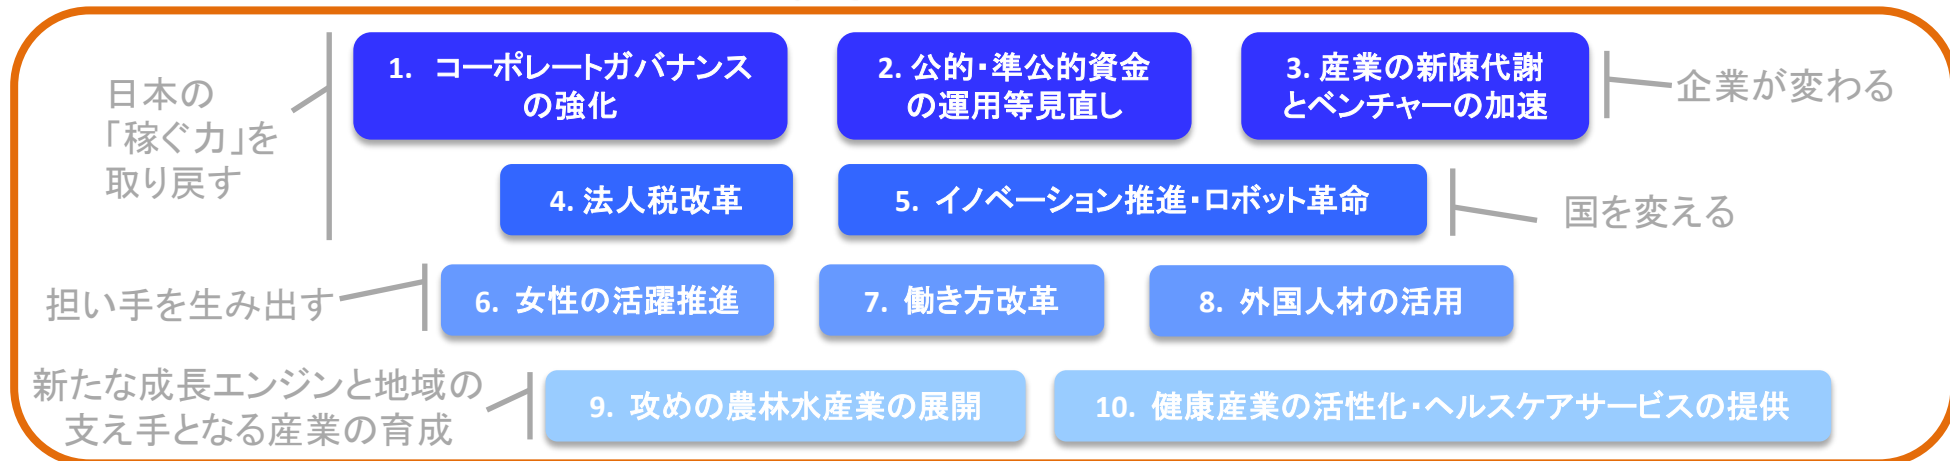 日本の
「稼ぐ力」を
取り戻す
1. コーポレートガバナンス
の強化
2. 公的・準公的資金
の運用等見直し
3. 産業の新陳代謝
とベンチャーの加速
企業が変わる
4. 法人税改革
5. イノベーション推進・ロボット革命
国を変える
担い手を生み出す
6. 女性の活躍推進
7. 働き方改革
8. 外国人材の活用
新たな成長エンジンと地域の
支え手となる産業の育成
9. 攻めの農林水産業の展開
10. 健康産業の活性化・ヘルスケアサービスの提供